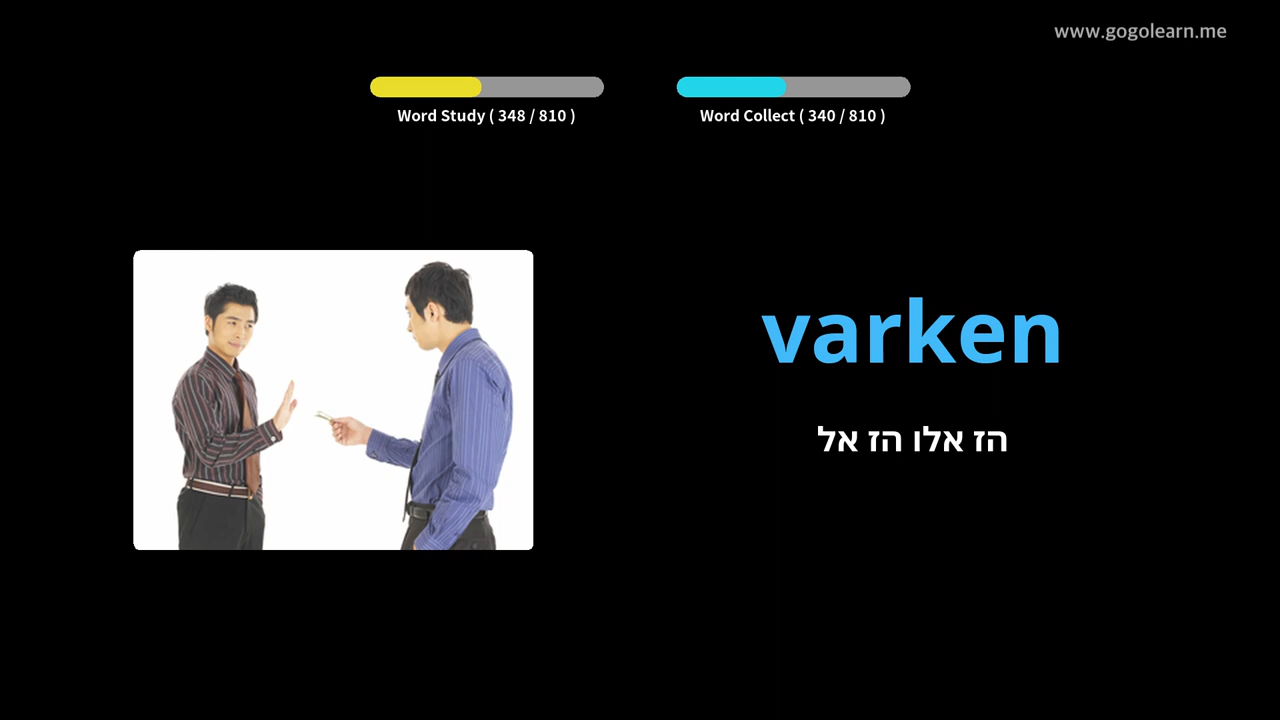 www.gogolearn.me
Word Study ( 348 / 810 )
Word Collect ( 340 / 810 )
varken
הז אלו הז אל